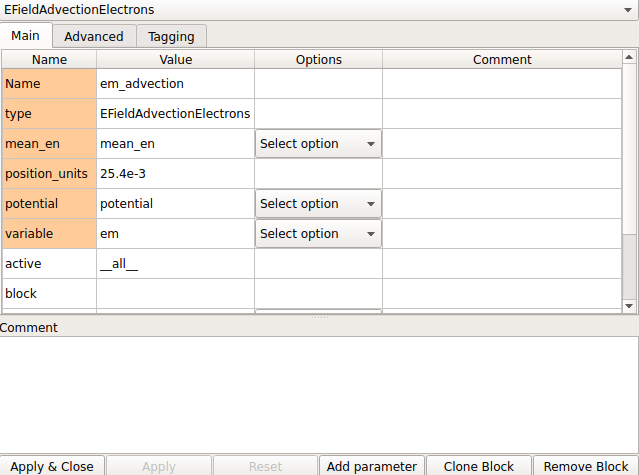 EFieldAdvectionElectrons
Main Advanced Tagging
Name Value Options Comment
Name em_advection
type EFieldAdvectionElectrons
mean_en mean_en Select option
position_units 25.4e-3
potential potential Select option
variable em Select option
active __all__
block
Comment
Apply & Close Apply Reset Add parameter Clone Block Remove Block